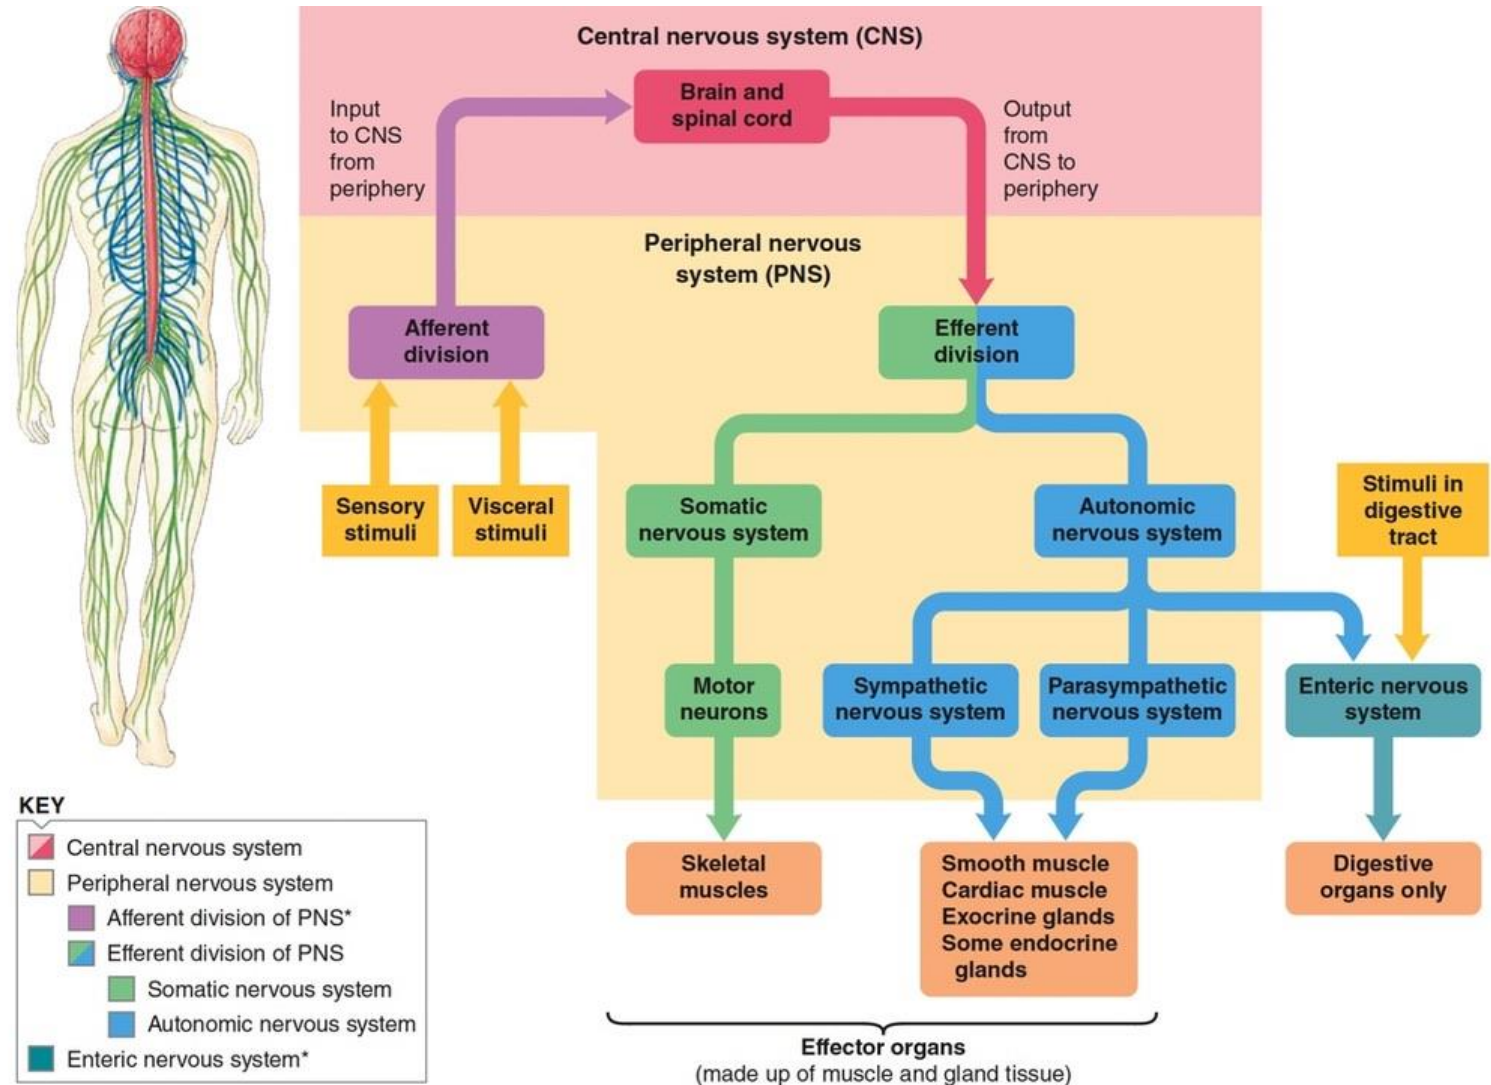 Central nervous system (CNS)
Input
to CNS
from
periphery
Brain and
spinal cord
Output
from
CNS to
periphery
Peripheral nervous
system (PNS)
Afferent
division
Efferent
division
Sensory
stimuli
Visceral
stimuli
Somatic
nervous system
Autonomic
nervous system
Stimuli in
digestive
tract
Motor
neurons
Sympathetic
nervous system
Parasympathetic
nervous system
Enteric nervous
system
Skeletal
muscles
Smooth muscle
Cardiac muscle
Exocrine glands
Some endocrine
glands
Digestive
organs only
Effector organs
(made up of muscle and gland tissue)
KEY
Central nervous system
Peripheral nervous system
Afferent division of PNS*
Efferent division of PNS
Somatic nervous system
Autonomic nervous system
Enteric nervous system*